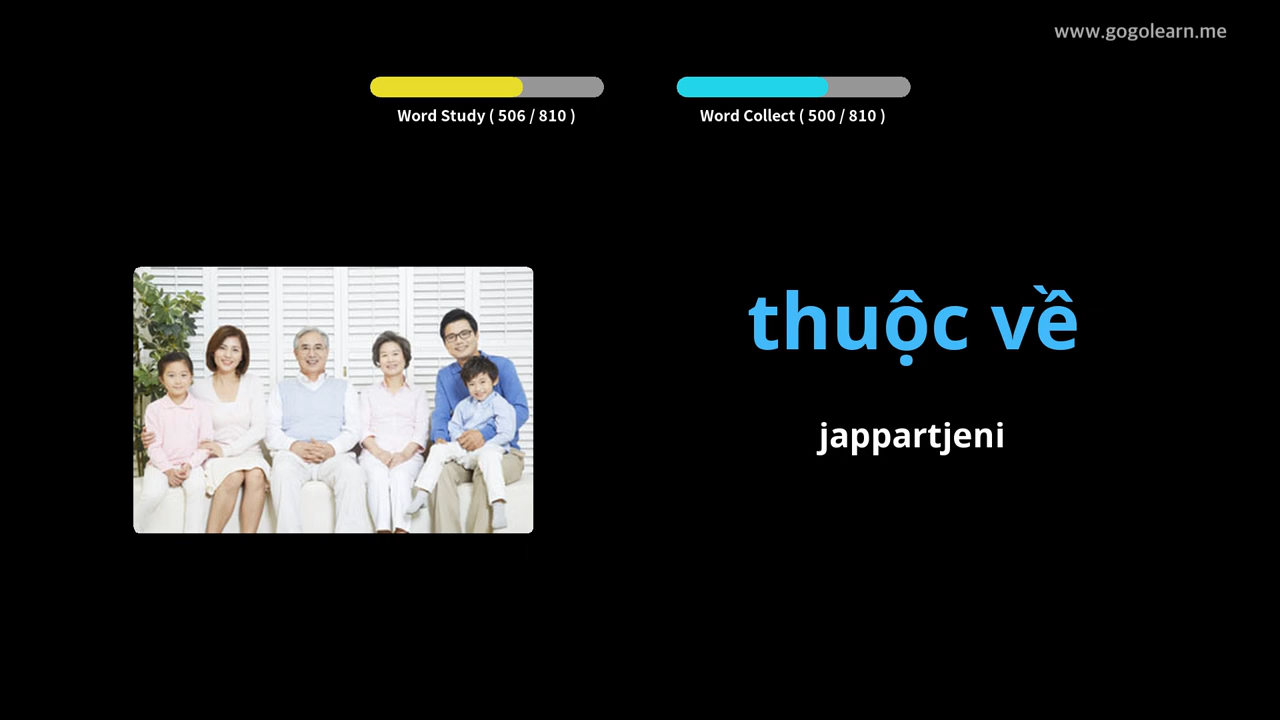 www.gogolearn.me
Word Study ( 506 / 810 )
Word Collect ( 500 / 810 )
thuộc về
jappartjeni